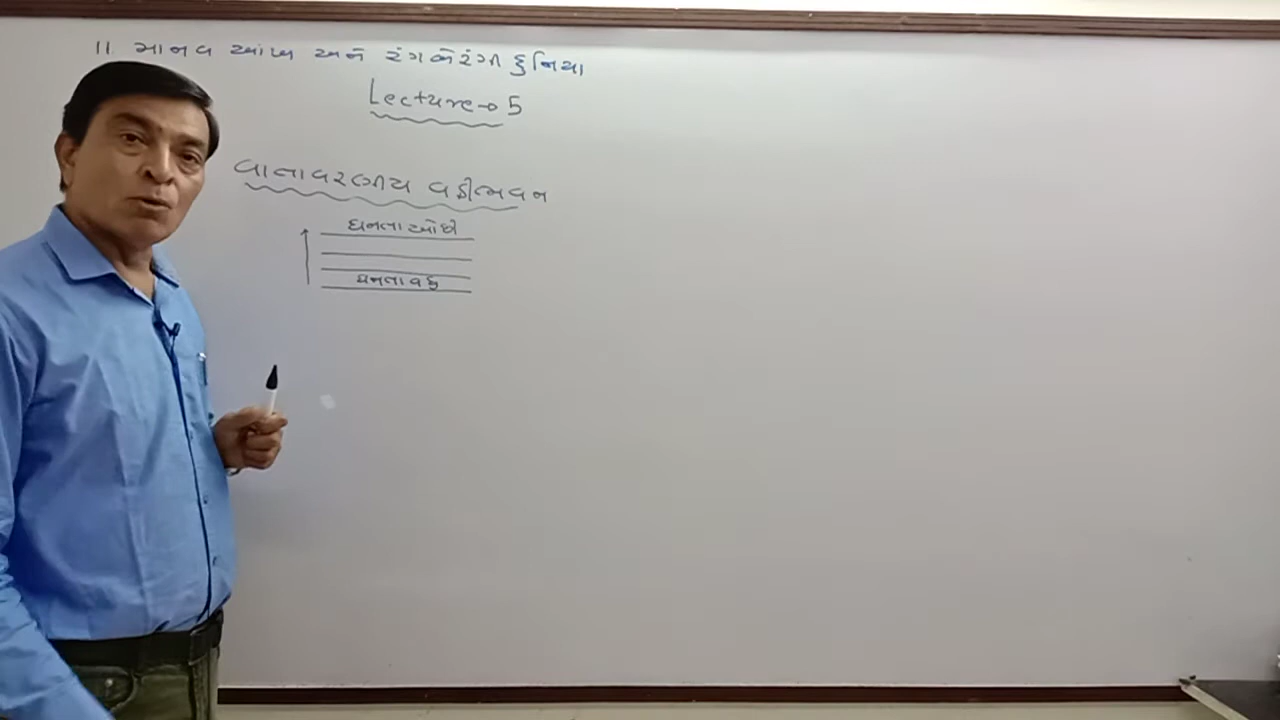 11. માનવ આંખ અને રંગબેરંગી દુનિયા
Lecture → 5
વાતાવરણીય વક્રીભવન
ઘનતા ઓછી
ઘનતા વધુ